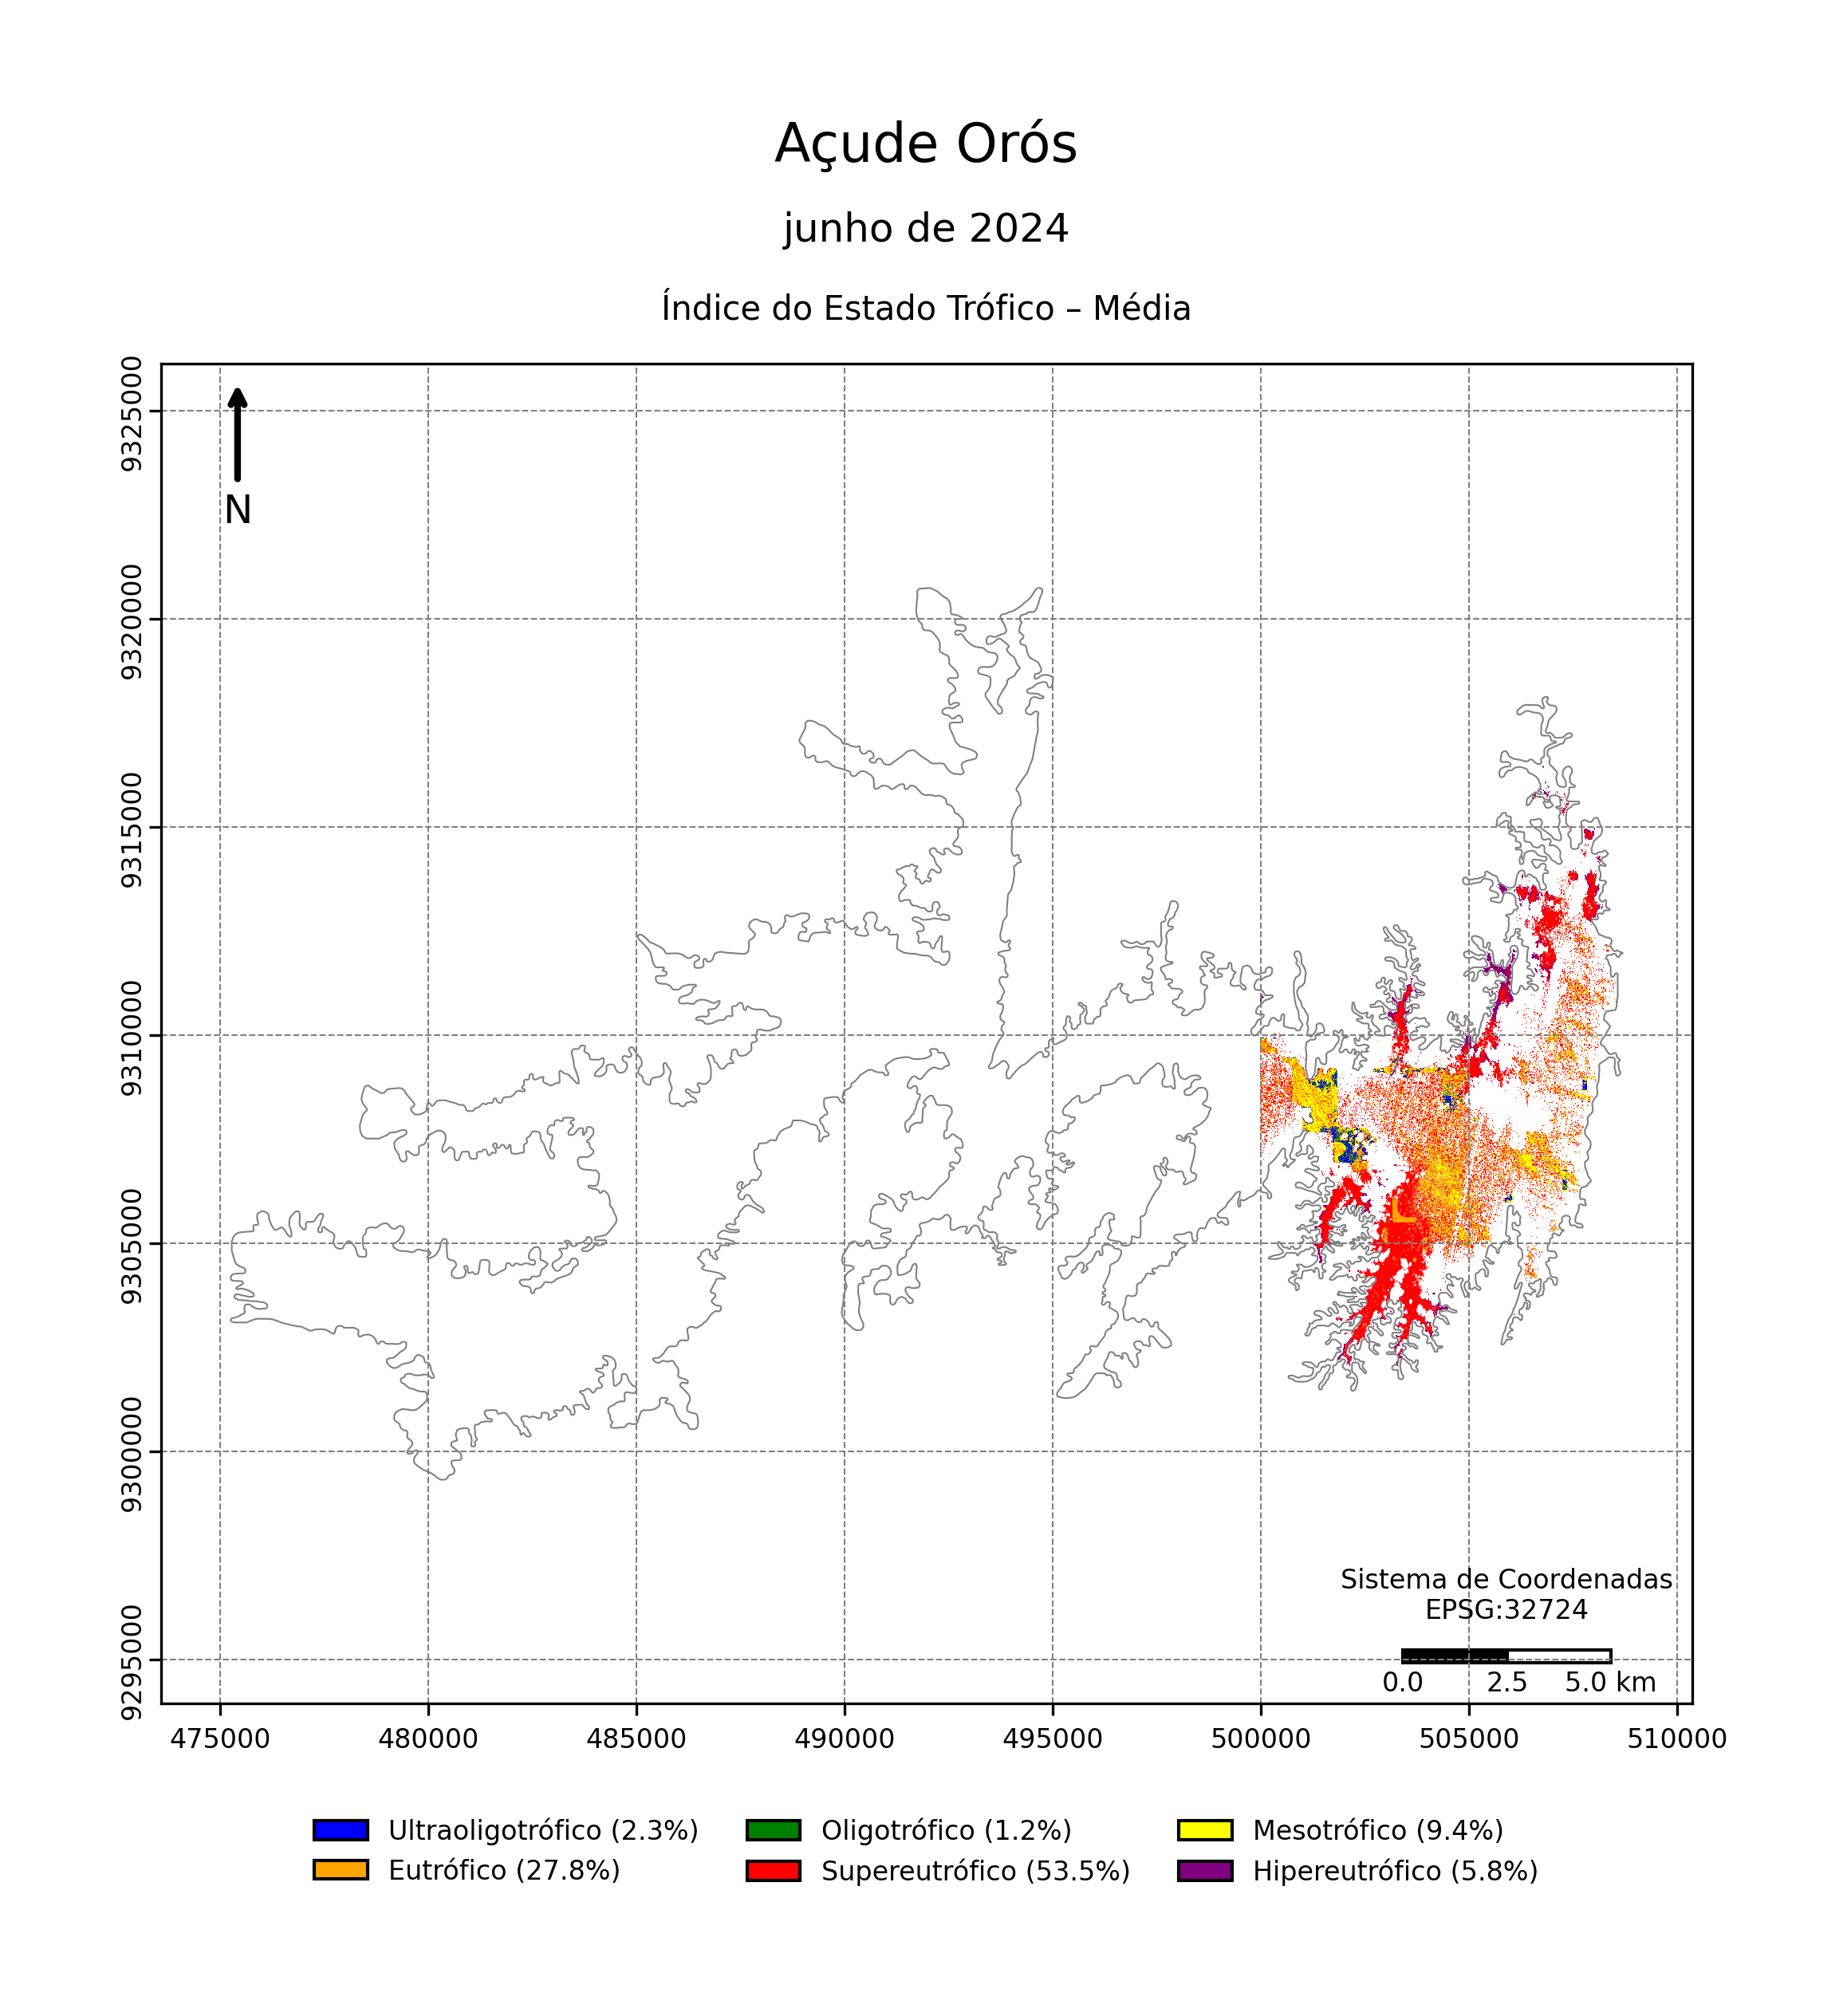 Açude Orós
junho de 2024
Índice do Estado Trófico – Média
9325000
9320000
9315000
9310000
9305000
9300000
9295000
N
Sistema de Coordenadas
EPSG:32724
0.0 2.5 5.0 km
475000 480000 485000 490000 495000 500000 505000 510000
Ultraoligotrófico (2.3%) Oligotrófico (1.2%) Mesotrófico (9.4%)
Eutrófico (27.8%) Supereutrófico (53.5%) Hipereutrófico (5.8%)